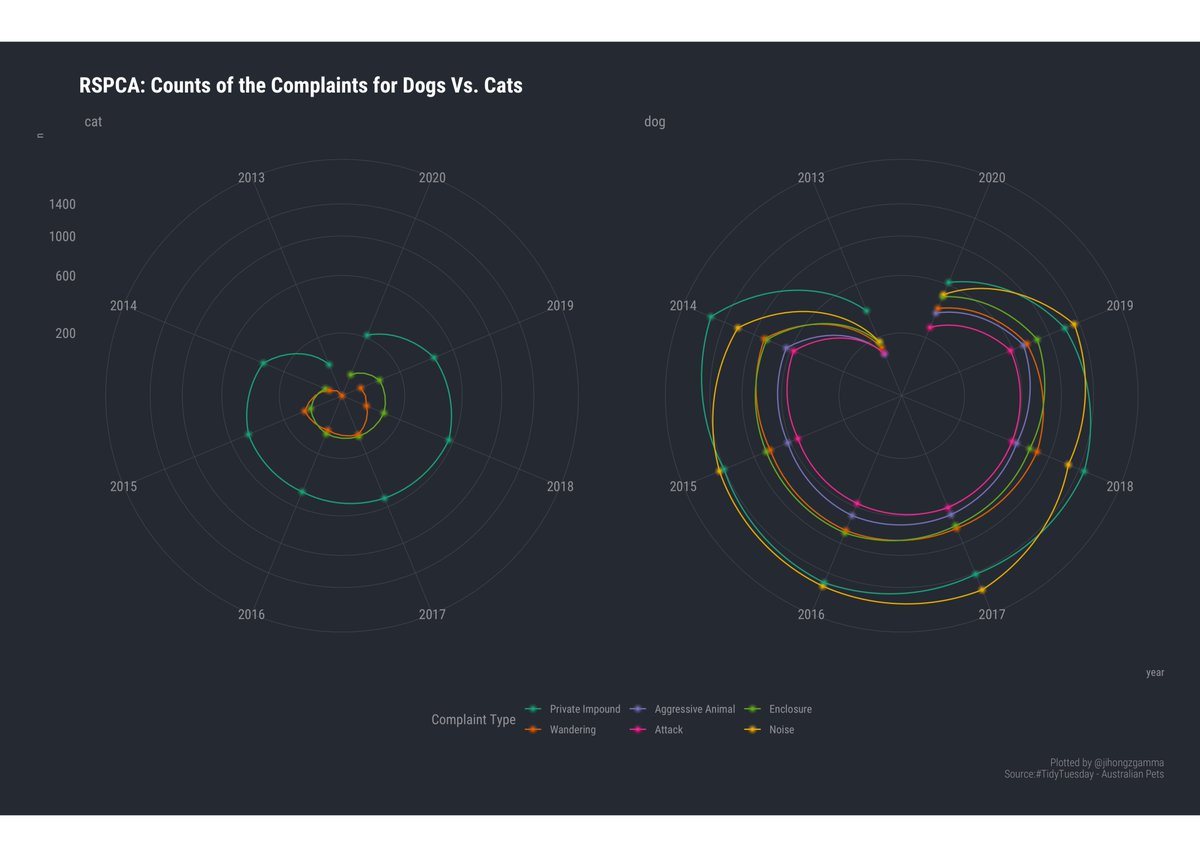 RSPCA: Counts of the Complaints for Dogs Vs. Cats
cat
dog
n
1400
1000
600
200
2013
2020
2014
2019
2015
2018
2016
2017
2013
2020
2014
2019
2015
2018
2016
2017
year
Complaint Type
Private Impound
Aggressive Animal
Enclosure
Wandering
Attack
Noise
Plotted by @jihongzgamma
Source:#TidyTuesday - Australian Pets